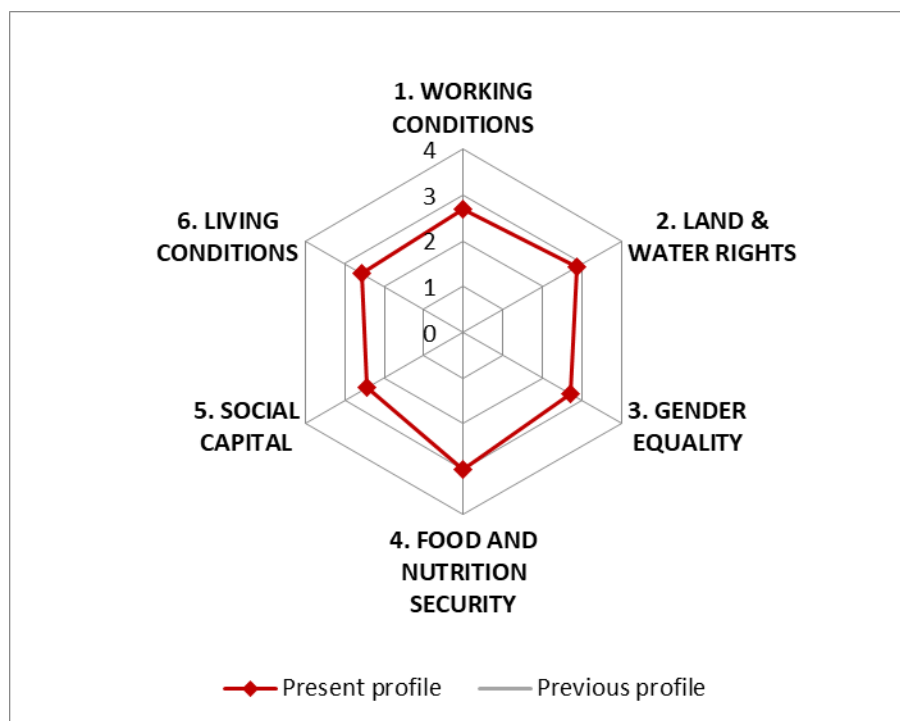 1. WORKING
CONDITIONS
4
3
2
1
0
2. LAND &
WATER RIGHTS
3. GENDER
EQUALITY
4. FOOD AND
NUTRITION
SECURITY
5. SOCIAL
CAPITAL
6. LIVING
CONDITIONS
Present profile
Previous profile